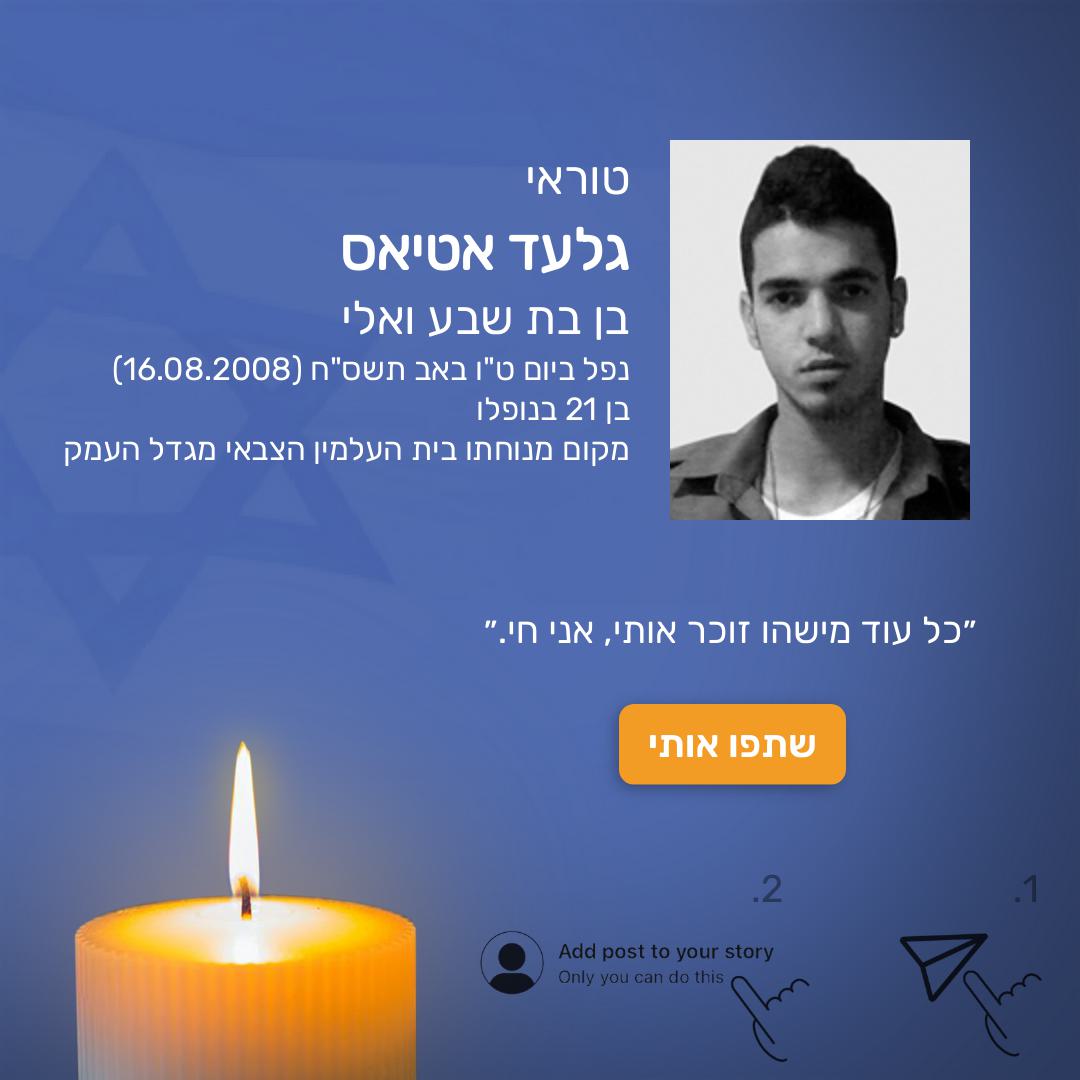 טוראי
גלעד אטיאס
בן בת שבע ואלי
נפל ביום ט"ו באב תשס"ח (16.08.2008)
בן 21 בנופלו
מקום מנוחתו בית העלמין הצבאי מגדל העמק
״כל עוד מישהו זוכר אותי, אני חי.״
שתפו אותי
1.
2.
Add post to your story
Only you can do this